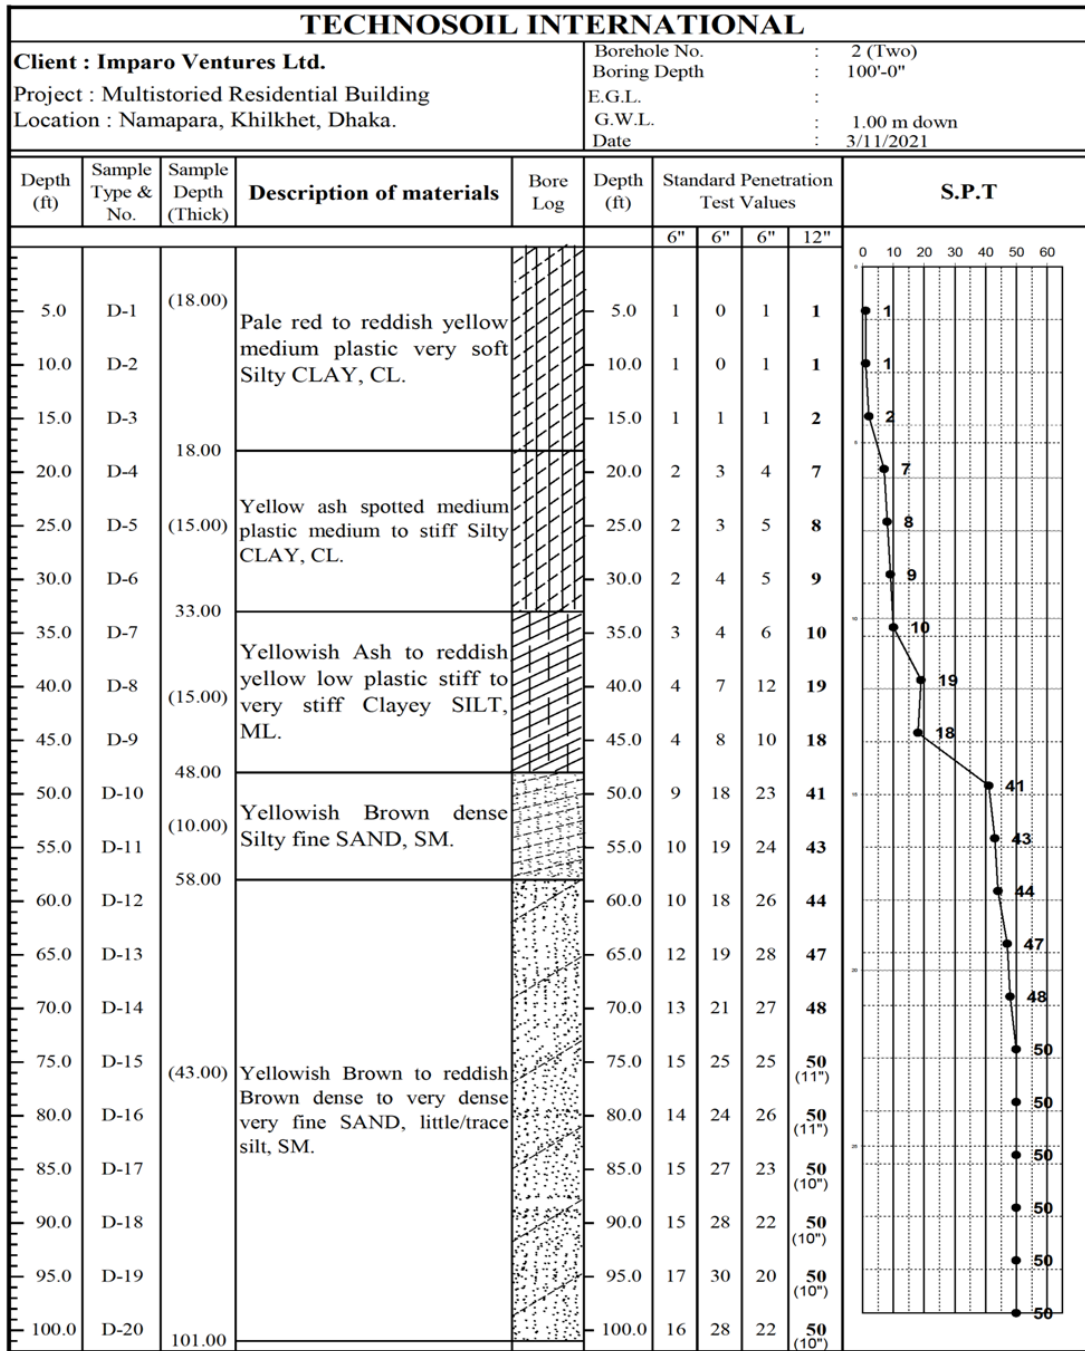 TECHNOSOIL INTERNATIONAL
Client : Imparo Ventures Ltd.
Project : Multistoried Residential Building
Location : Namapara, Khilkhet, Dhaka.
Borehole No. : 2 (Two)
Boring Depth : 100'-0"
E.G.L. :
G.W.L. : 1.00 m down
Date : 3/11/2021
Depth (ft) Sample Type & No. Sample Depth (Thick) Description of materials Bore Log Depth (ft) Standard Penetration Test Values S.P.T
6" 6" 6" 12"
0 10 20 30 40 50 60
0
(18.00)
5.0 D-1 5.0 1 0 1 1 1
Pale red to reddish yellow
medium plastic very soft
10.0 D-2 10.0 1 0 1 1 1
Silty CLAY, CL.
15.0 D-3 15.0 1 1 1 2 2
5
18.00
20.0 D-4 20.0 2 3 4 7 7
Yellow ash spotted medium
25.0 D-5 (15.00) plastic medium to stiff Silty 25.0 2 3 5 8 8
CLAY, CL.
30.0 D-6 30.0 2 4 5 9 9
33.00
10
35.0 D-7 35.0 3 4 6 10 10
Yellowish Ash to reddish
yellow low plastic stiff to
40.0 D-8 40.0 4 7 12 19 19
(15.00) very stiff Clayey SILT,
ML.
45.0 D-9 45.0 4 8 10 18 18
48.00
50.0 D-10 50.0 9 18 23 41 41
15
Yellowish Brown dense
(10.00) Silty fine SAND, SM.
55.0 D-11 55.0 10 19 24 43 43
58.00
60.0 D-12 60.0 10 18 26 44 44
65.0 D-13 65.0 12 19 28 47 47
20
70.0 D-14 70.0 13 21 27 48 48
75.0 D-15 75.0 15 25 25 50 50
(11")
(43.00) Yellowish Brown to reddish
Brown dense to very dense
80.0 D-16 very fine SAND, little/trace 80.0 14 24 26 50 50
(11")
silt, SM.
25
85.0 D-17 85.0 15 27 23 50 50
(10")
90.0 D-18 90.0 15 28 22 50 50
(10")
95.0 D-19 95.0 17 30 20 50 50
(10")
100.0 D-20 100.0 16 28 22 50 50
101.00 (10")